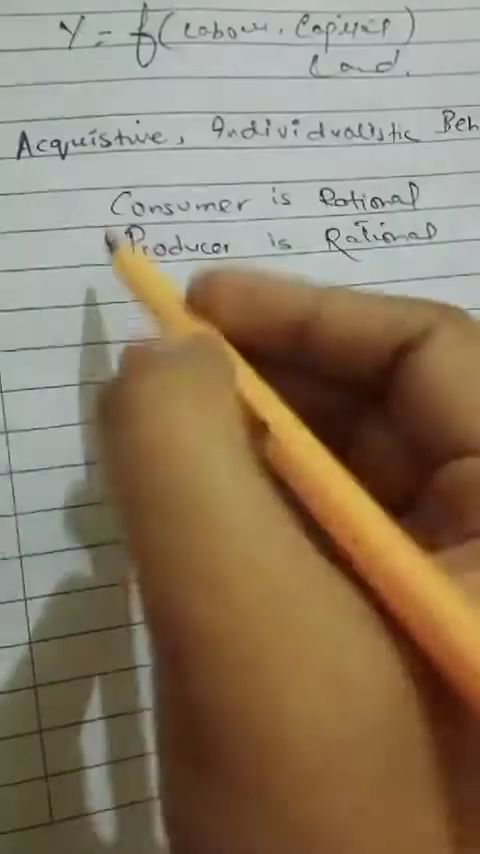 Y = f(Labour, Capital)
Land.
Acquistive, Individualistic Beh
Consumer is Rational
Producer is Rational